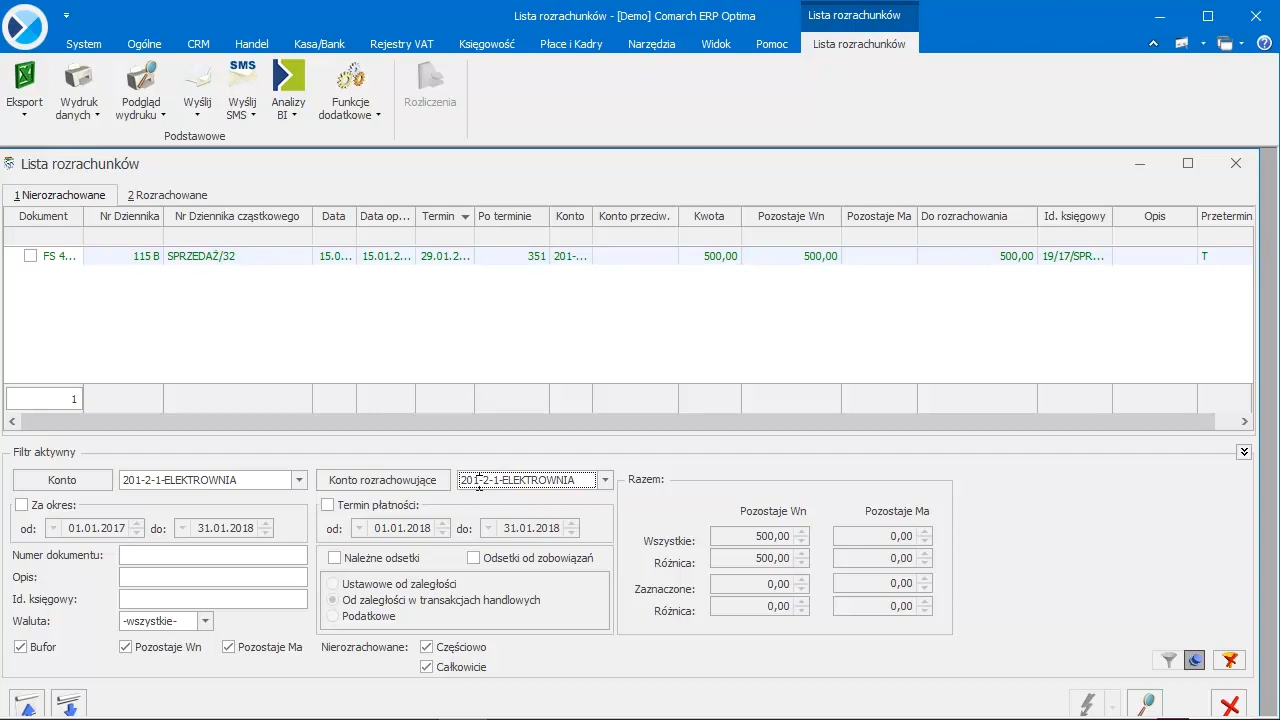 Lista rozrachunków - [Demo] Comarch ERP Optima
Lista rozrachunków
System Ogólne CRM Handel Kasa/Bank Rejestry VAT Księgowość Płace i Kadry Narzędzia Widok Pomoc Lista rozrachunków
Eksport
Wydruk danych
Podgląd wydruku
Wyślij
SMS
Wyślij SMS
Analizy BI
Funkcje dodatkowe
Rozliczenia
Podstawowe
Lista rozrachunków
1 Nierozrachowane 2 Rozrachowane
Dokument Nr Dziennika Nr Dziennika cząstkowego Data Data op... Termin Po terminie Konto Konto przeciw. Kwota Pozostaje Wn Pozostaje Ma Do rozrachowania Id. księgowy Opis Przetermin
FS 4... 115 B SPRZEDAŻ/32 15.0... 15.01.2... 29.01.2... 351 201-... 500,00 500,00 500,00 19/17/SPR... T
1
Filtr aktywny
Konto 201-2-1-ELEKTROWNIA Konto rozrachowujące 201-2-1-ELEKTROWNIA Razem:
Za okres: Termin płatności:
Pozostaje Wn Pozostaje Ma
od: 01.01.2017 do: 31.01.2018 od: 01.01.2018 do: 31.01.2018
Wszystkie: 500,00 0,00
Numer dokumentu: Należne odsetki Odsetki od zobowiązań
Różnica: 500,00 0,00
Opis: Ustawowe od zaległości
Zaznaczone: 0,00 0,00
Id. księgowy: Od zaległości w transakcjach handlowych
Różnica: 0,00 0,00
Waluta: -wszystkie- Podatkowe
Bufor Pozostaje Wn Pozostaje Ma Nierozrachowane: Częściowo
Całkowicie